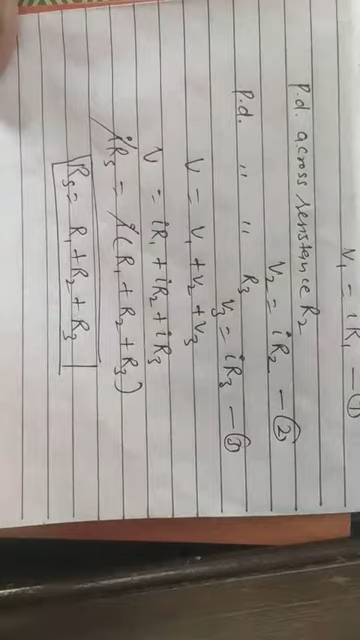 V₁ = iR₁ — ①
p.d. across resistance R₂
V₂ = iR₂ — ②
p.d. " " R₃
V₃ = iR₃ — ③
V = V₁ + V₂ + V₃
V = iR₁ + iR₂ + iR₃
iRs = i(R₁ + R₂ + R₃)
Rs = R₁ + R₂ + R₃